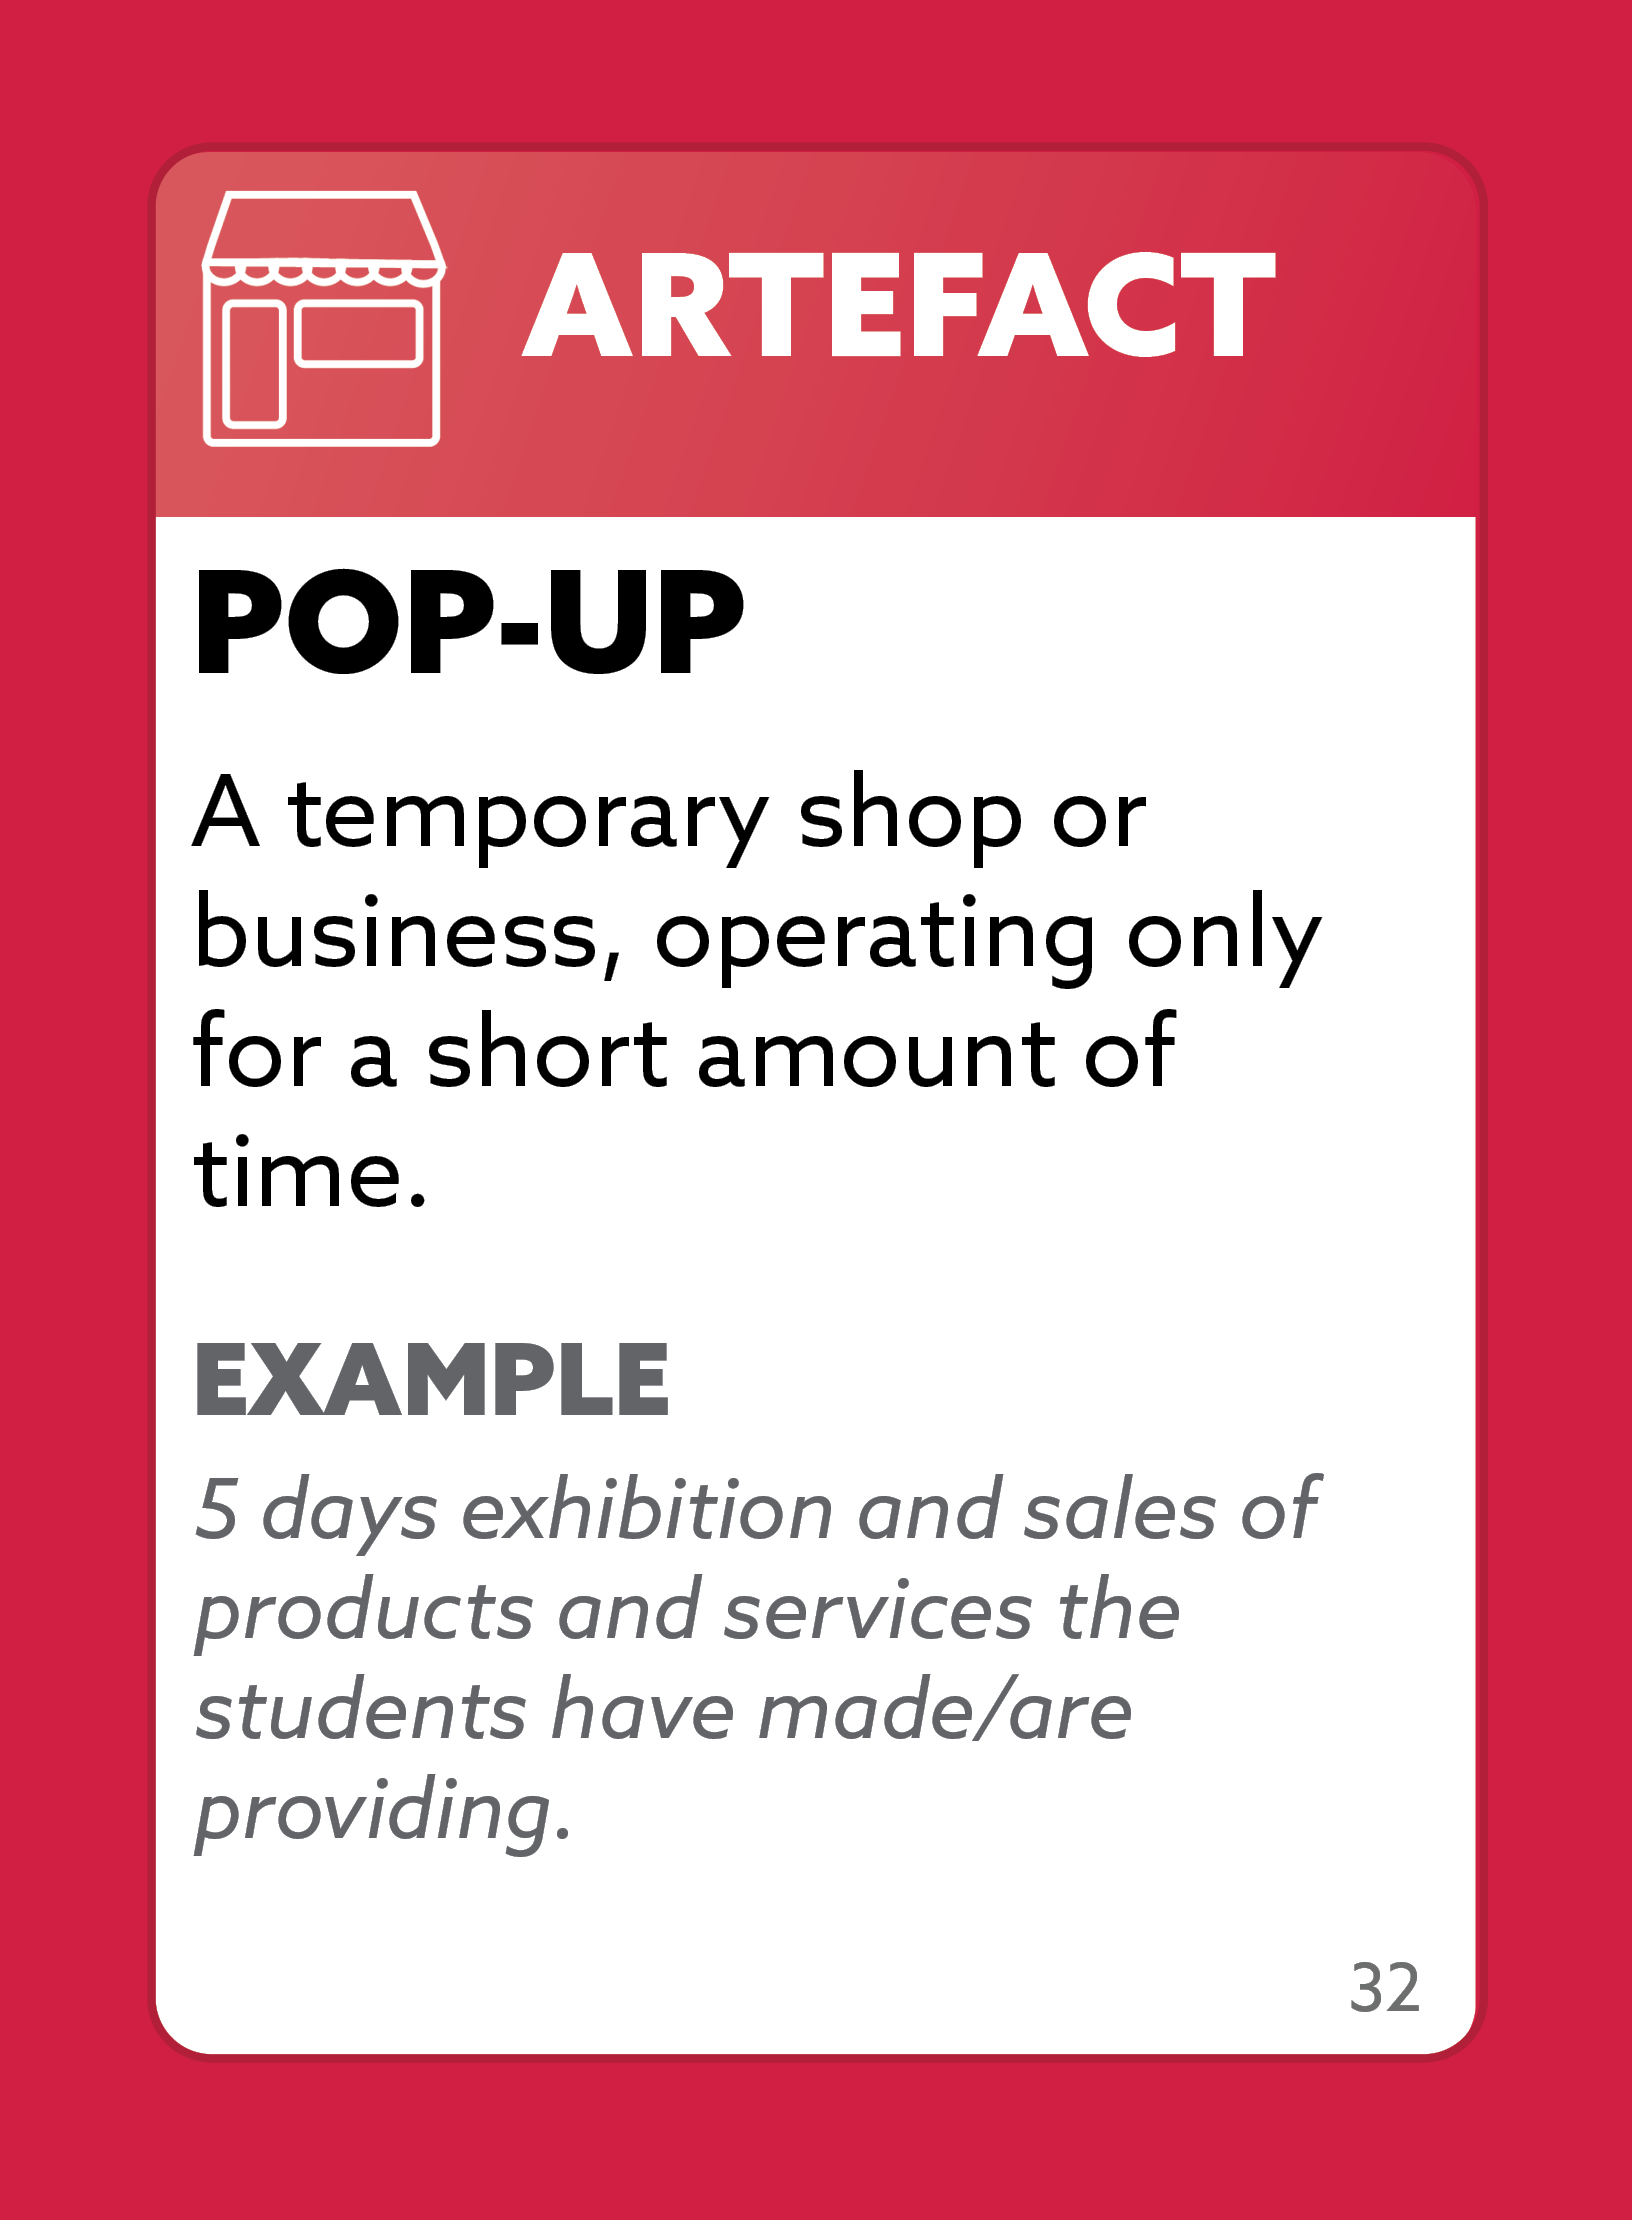 ARTEFACT
POP-UP
A temporary shop or
business, operating only
for a short amount of
time.
EXAMPLE
5 days exhibition and sales of
products and services the
students have made/are
providing.
32